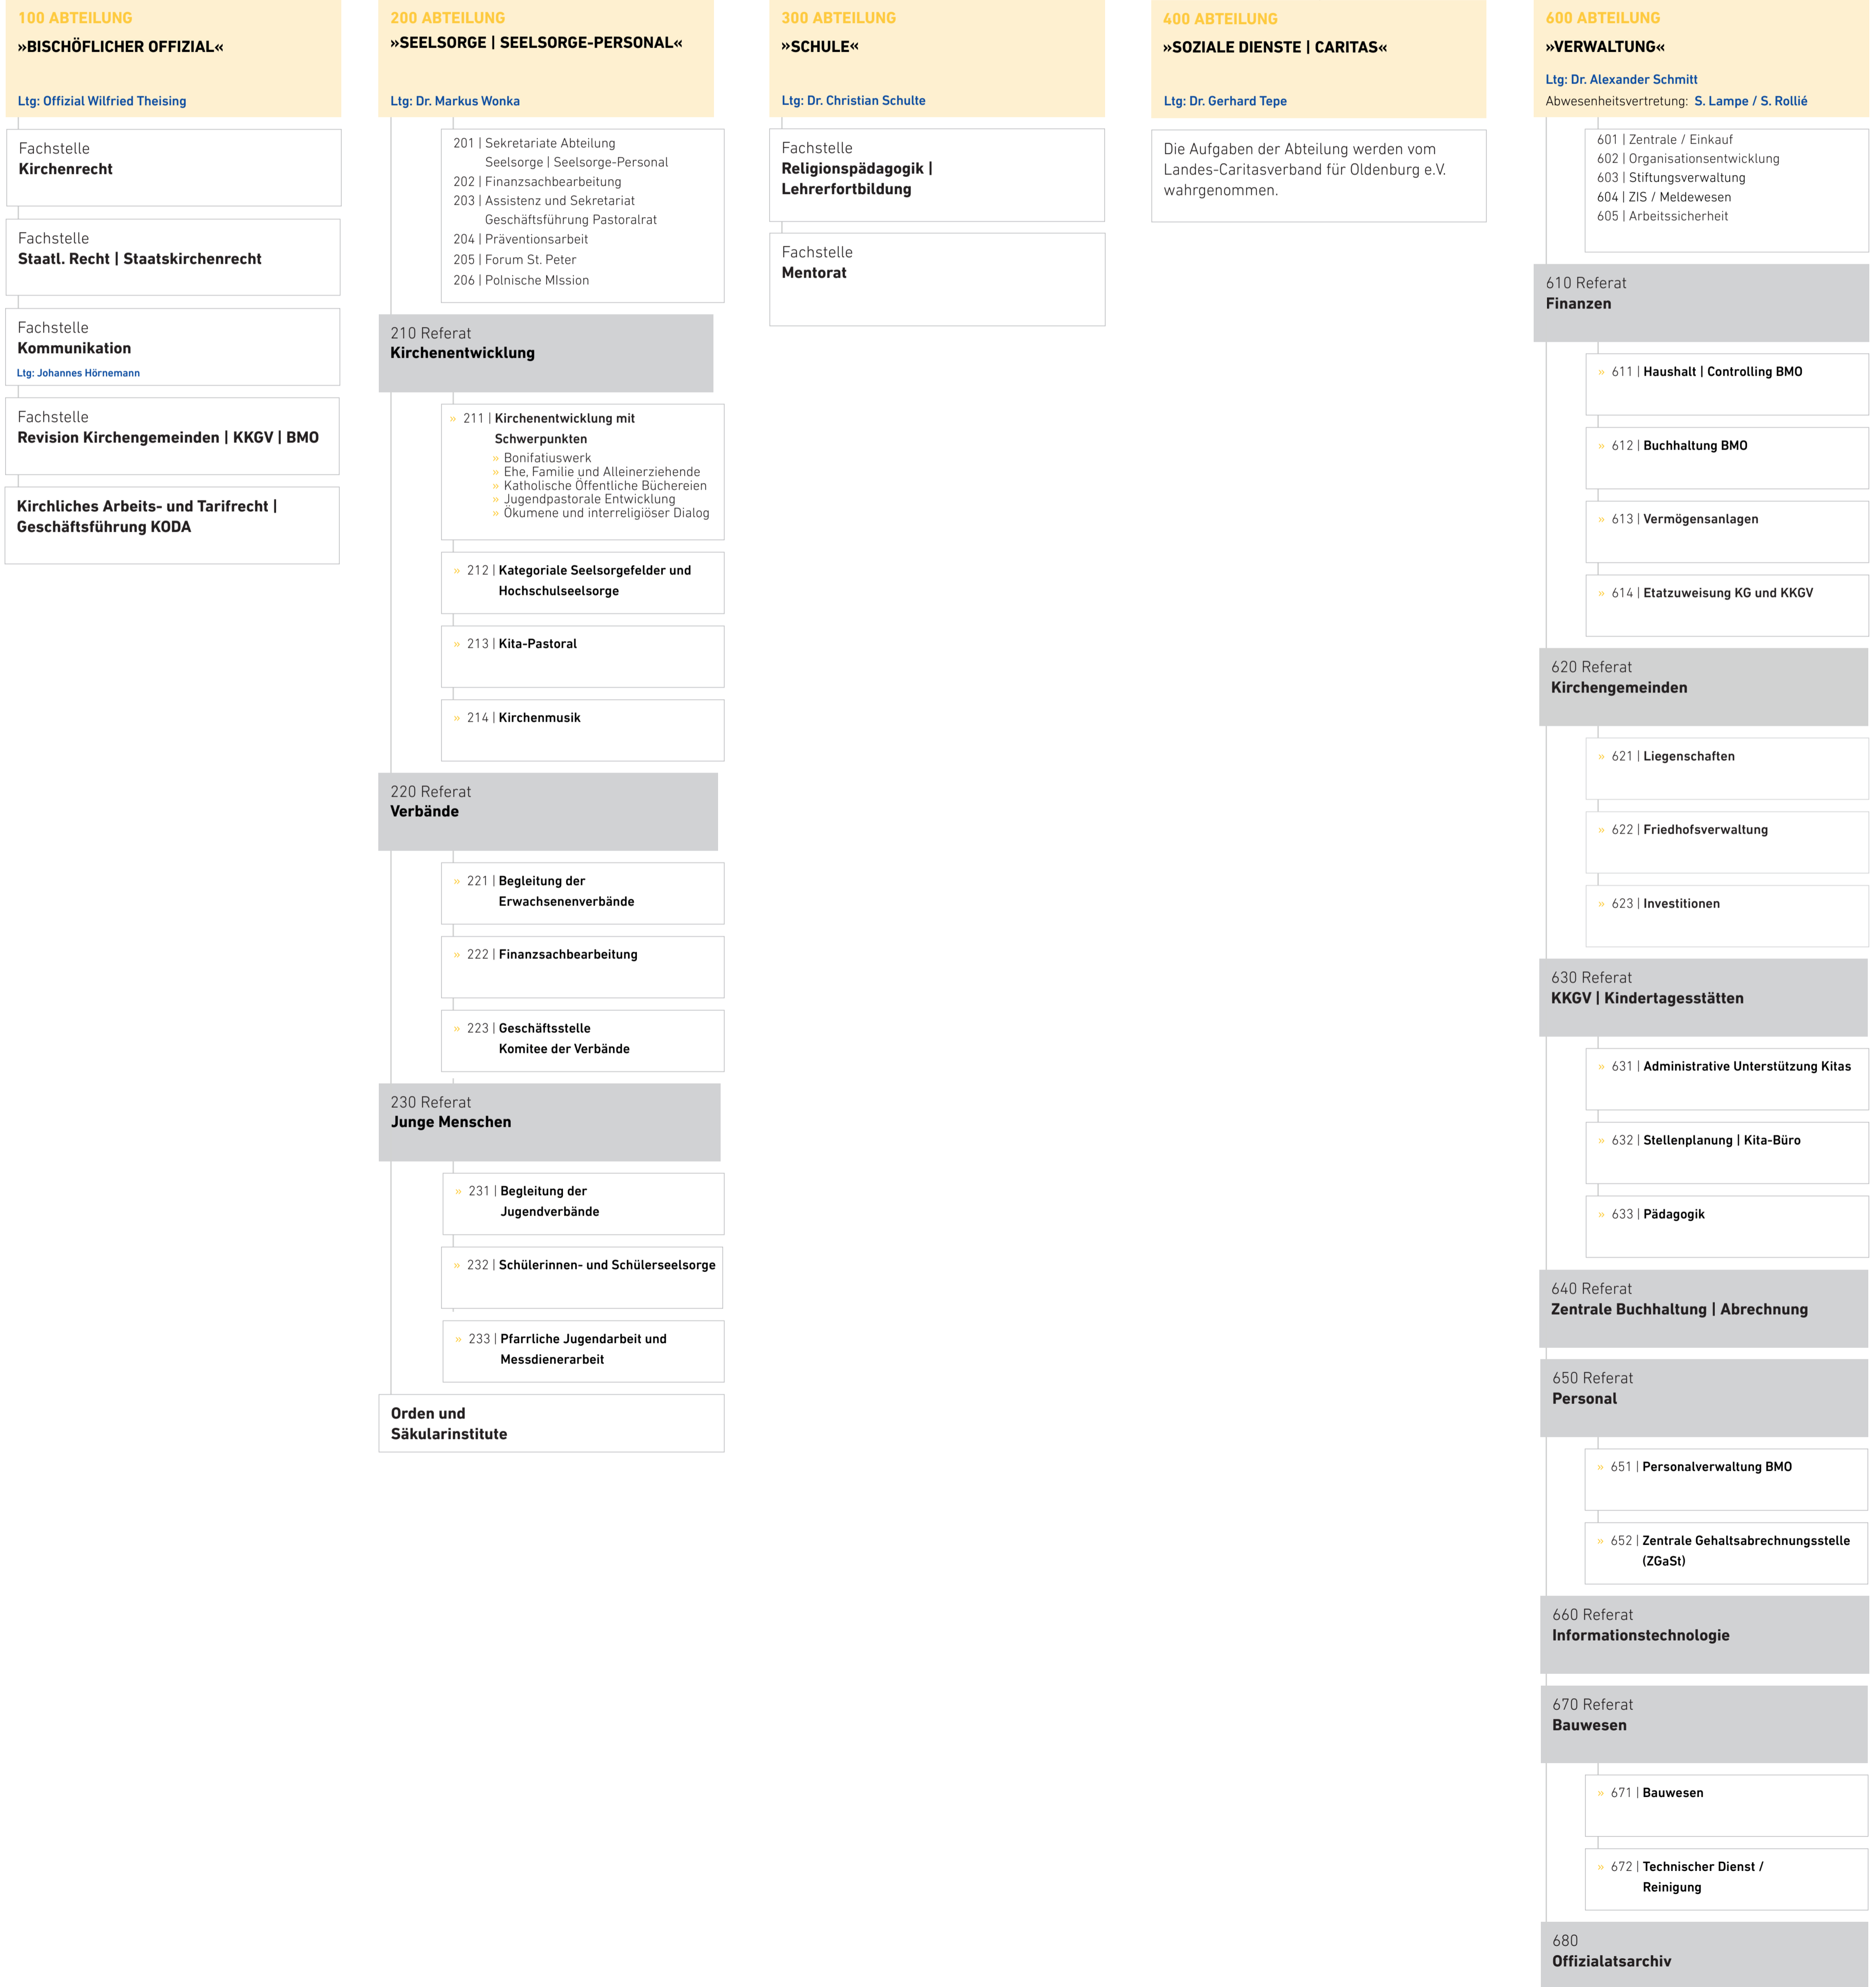 100 ABTEILUNG
»BISCHÖFLICHER OFFIZIAL«
Ltg: Offizial Wilfried Theising
Fachstelle
Kirchenrecht
Fachstelle
Staatl. Recht | Staatskirchenrecht
Fachstelle
Kommunikation
Ltg: Johannes Hörnemann
Fachstelle
Revision Kirchengemeinden | KKGV | BMO
Kirchliches Arbeits- und Tarifrecht |
Geschäftsführung KODA
200 ABTEILUNG
»SEELSORGE | SEELSORGE-PERSONAL«
Ltg: Dr. Markus Wonka
201 | Sekretariate Abteilung
Seelsorge | Seelsorge-Personal
202 | Finanzsachbearbeitung
203 | Assistenz und Sekretariat
Geschäftsführung Pastoralrat
204 | Präventionsarbeit
205 | Forum St. Peter
206 | Polnische MIssion
210 Referat
Kirchenentwicklung
» 211 | Kirchenentwicklung mit
Schwerpunkten
» Bonifatiuswerk
» Ehe, Familie und Alleinerziehende
» Katholische Öffentliche Büchereien
» Jugendpastorale Entwicklung
» Ökumene und interreligiöser Dialog
» 212 | Kategoriale Seelsorgefelder und
Hochschulseelsorge
» 213 | Kita-Pastoral
» 214 | Kirchenmusik
220 Referat
Verbände
» 221 | Begleitung der
Erwachsenenverbände
» 222 | Finanzsachbearbeitung
» 223 | Geschäftsstelle
Komitee der Verbände
230 Referat
Junge Menschen
» 231 | Begleitung der
Jugendverbände
» 232 | Schülerinnen- und Schülerseelsorge
» 233 | Pfarrliche Jugendarbeit und
Messdienerarbeit
Orden und
Säkularinstitute
300 ABTEILUNG
»SCHULE«
Ltg: Dr. Christian Schulte
Fachstelle
Religionspädagogik |
Lehrerfortbildung
Fachstelle
Mentorat
400 ABTEILUNG
»SOZIALE DIENSTE | CARITAS«
Ltg: Dr. Gerhard Tepe
Die Aufgaben der Abteilung werden vom
Landes-Caritasverband für Oldenburg e.V.
wahrgenommen.
600 ABTEILUNG
»VERWALTUNG«
Ltg: Dr. Alexander Schmitt
Abwesenheitsvertretung: S. Lampe / S. Rollié
601 | Zentrale / Einkauf
602 | Organisationsentwicklung
603 | Stiftungsverwaltung
604 | ZIS / Meldewesen
605 | Arbeitssicherheit
610 Referat
Finanzen
» 611 | Haushalt | Controlling BMO
» 612 | Buchhaltung BMO
» 613 | Vermögensanlagen
» 614 | Etatzuweisung KG und KKGV
620 Referat
Kirchengemeinden
» 621 | Liegenschaften
» 622 | Friedhofsverwaltung
» 623 | Investitionen
630 Referat
KKGV | Kindertagesstätten
» 631 | Administrative Unterstützung Kitas
» 632 | Stellenplanung | Kita-Büro
» 633 | Pädagogik
640 Referat
Zentrale Buchhaltung | Abrechnung
650 Referat
Personal
» 651 | Personalverwaltung BMO
» 652 | Zentrale Gehaltsabrechnungsstelle
(ZGaSt)
660 Referat
Informationstechnologie
670 Referat
Bauwesen
» 671 | Bauwesen
» 672 | Technischer Dienst /
Reinigung
680
Offizialatsarchiv